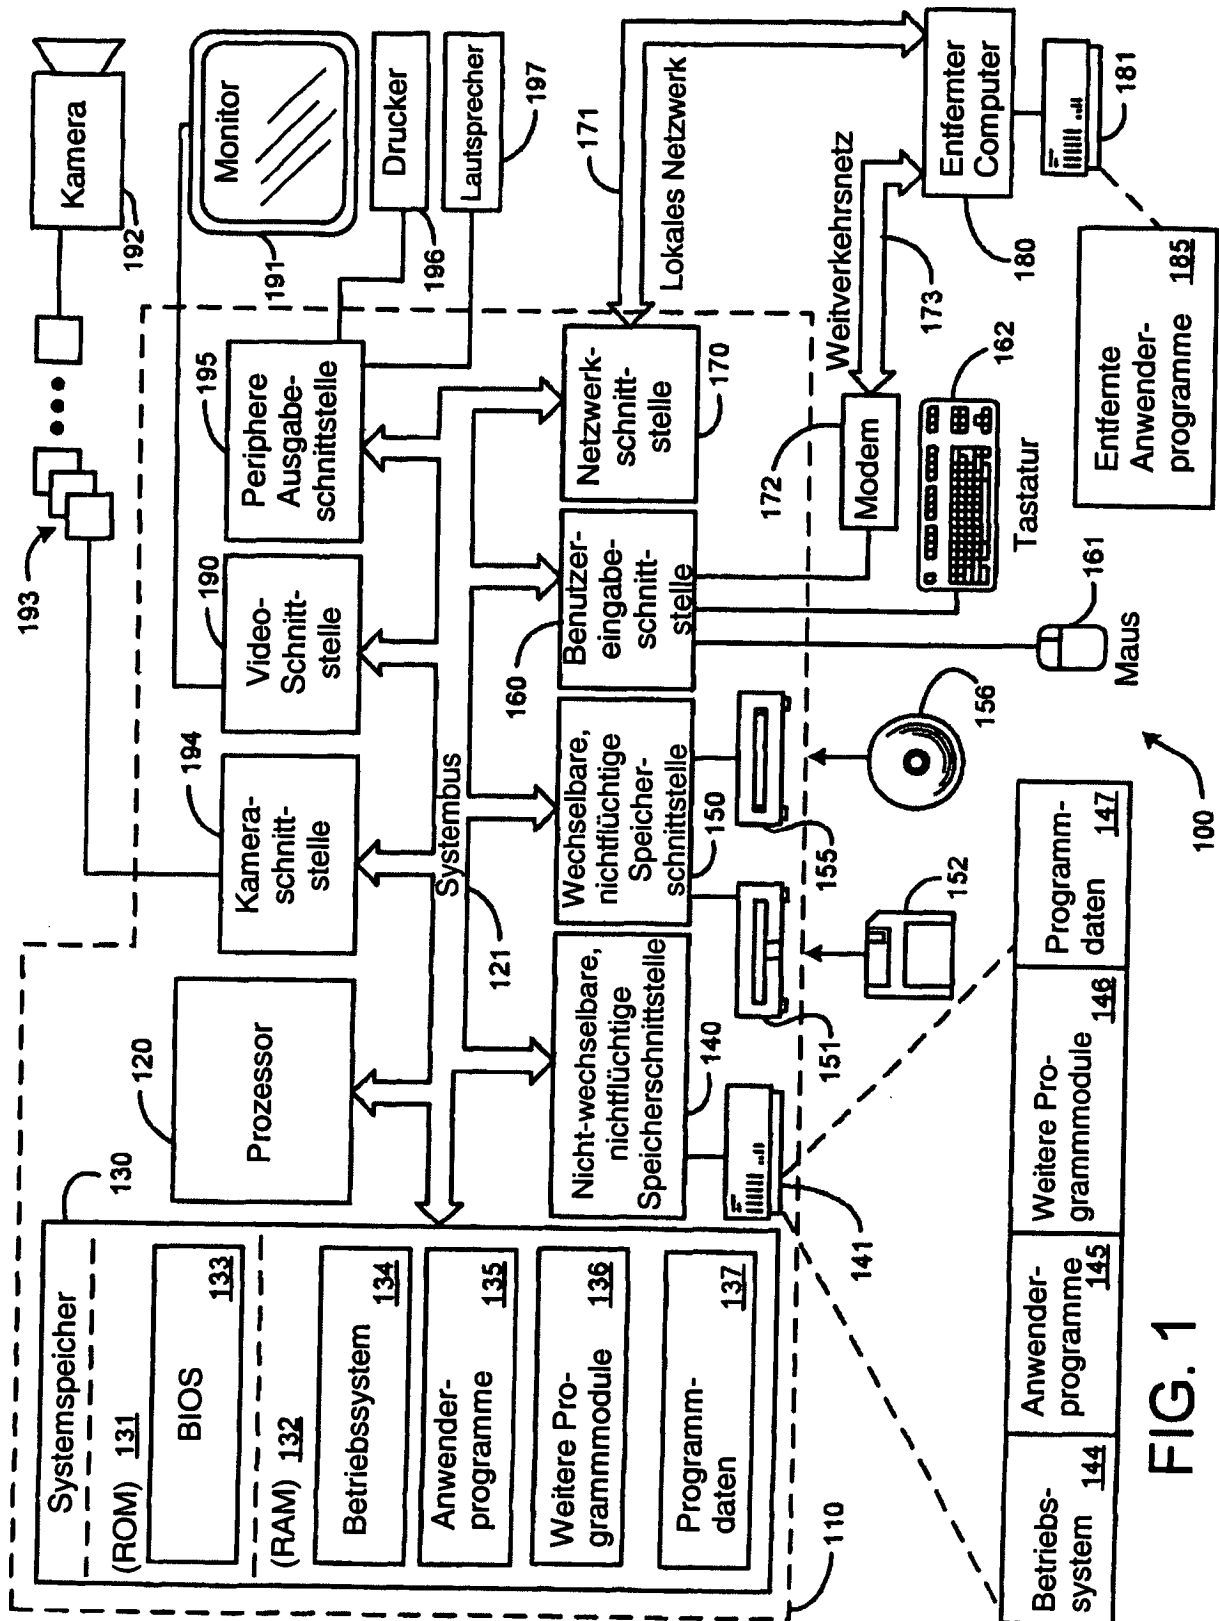 Systemspeicher
130
(ROM) 131
BIOS
133
(RAM) 132
Betriebssystem
134
Anwender-
programme
135
Weitere Pro-
grammmodule
136
Programm-
daten
137
110
120
Prozessor
194
Kamera-
schnitt-
stelle
190
Video-
Schnitt-
stelle
195
Periphere
Ausgabe-
schnittstelle
193
Kamera
192
Monitor
191
Drucker
196
Lautsprecher
197
Systembus
121
Nicht-wechselbare,
nichtflüchtige
Speicherschnittstelle
140
Wechselbare,
nichtflüchtige
Speicher-
schnittstelle
150
160
Benutzer-
eingabe-
schnitt-
stelle
Netzwerk-
schnitt-
stelle
170
171
Lokales Netzwerk
141
151
155
152
156
172
Modem
Weitverkehrsnetz
173
Entfernter
Computer
180
181
162
Tastatur
161
Maus
Entfernte
Anwender-
programme
185
Betriebs-
system
144
Anwender-
programme
145
Weitere Pro-
grammmodule
146
Programm-
daten
147
100
FIG. 1